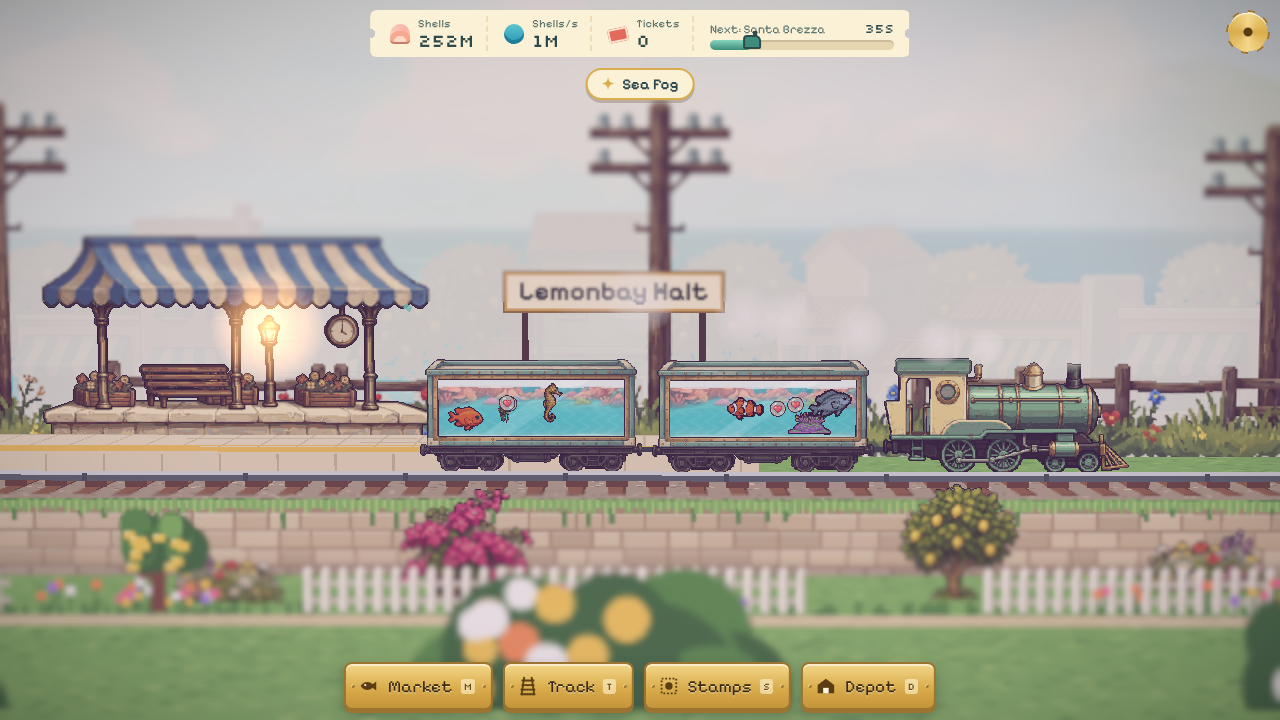 Shells
252M
Shells/s
1M
Tickets
0
Next: Santa Brezza
35S
Sea Fog
Lemonbay Halt
Market M
Track T
Stamps S
Depot D